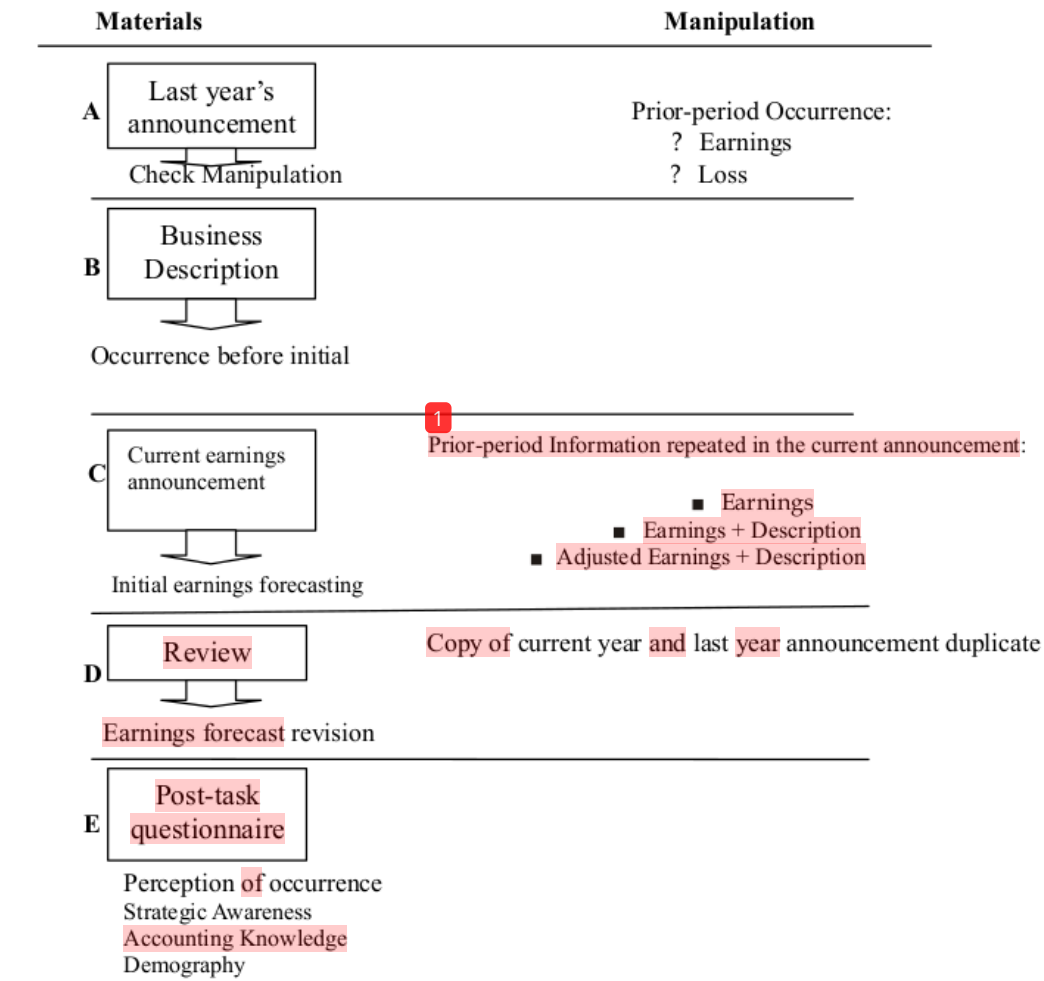 Materials
Manipulation
A
Last year's
announcement
Check Manipulation
Prior-period Occurrence:
? Earnings
? Loss
B
Business
Description
Occurrence before initial
1
C
Current earnings
announcement
Initial earnings forecasting
Prior-period Information repeated in the current announcement:
■ Earnings
■ Earnings + Description
■ Adjusted Earnings + Description
D
Review
Earnings forecast revision
Copy of current year and last year announcement duplicate
E
Post-task
questionnaire
Perception of occurrence
Strategic Awareness
Accounting Knowledge
Demography